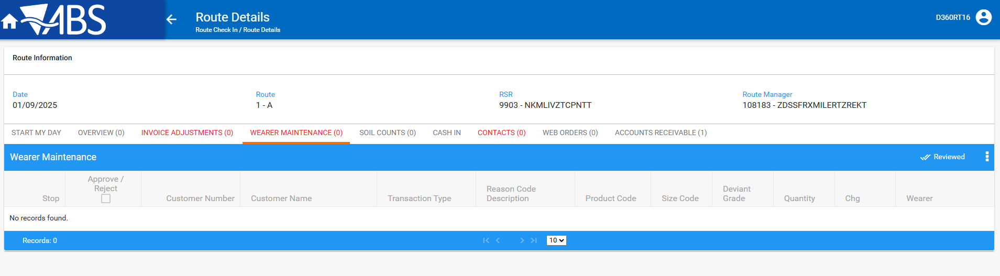 ABS
Route Details
Route Check In / Route Details
D360RT16
Route Information
Date
01/09/2025
Route
1 - A
RSR
9903 - NKMLIVZTCPNTT
Route Manager
108183 - ZDSSFRXMILERTZREKT
START MY DAY OVERVIEW (0) INVOICE ADJUSTMENTS (0) WEARER MAINTENANCE (0) SOIL COUNTS (0) CASH IN CONTACTS (0) WEB ORDERS (0) ACCOUNTS RECEIVABLE (1)
Wearer Maintenance
Reviewed
Stop
Approve /
Reject
Customer Number
Customer Name
Transaction Type
Reason Code
Description
Product Code
Size Code
Deviant
Grade
Quantity
Chg
Wearer
No records found.
Records: 0
10